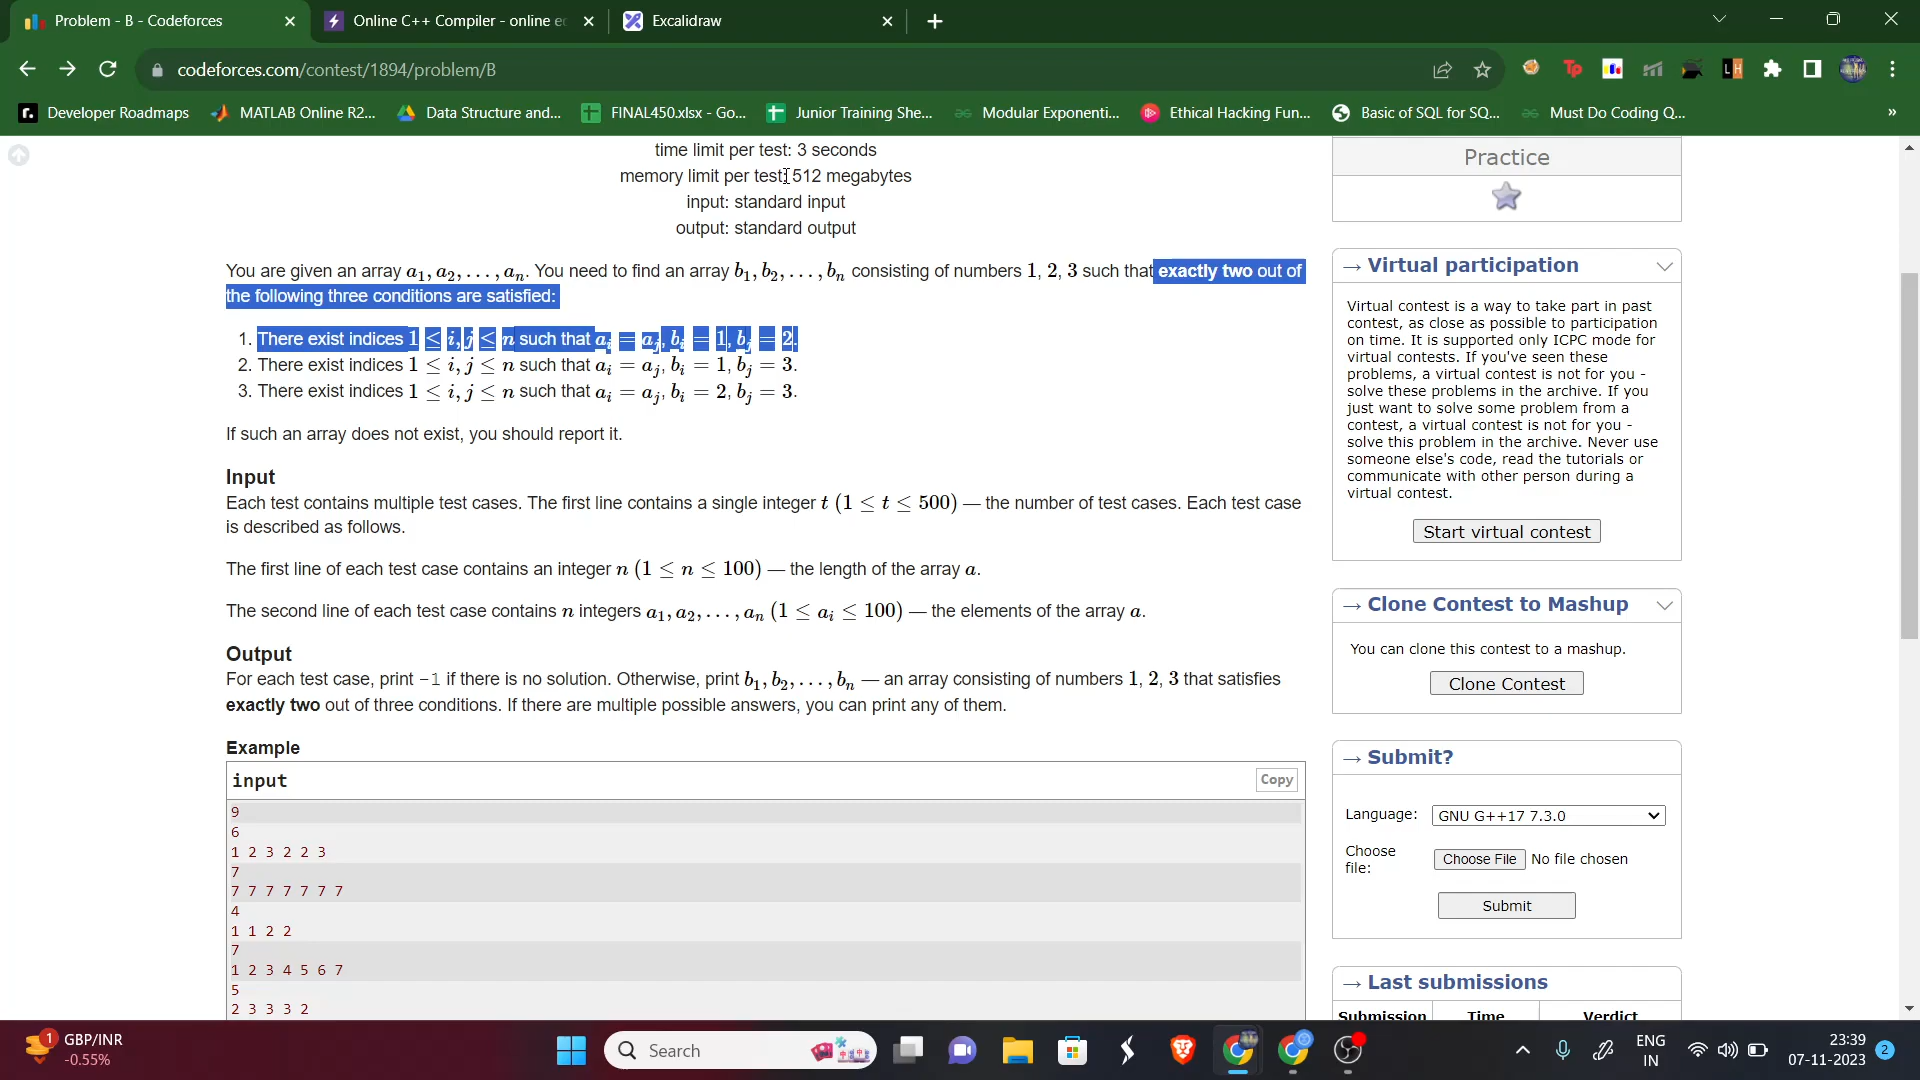 Problem - B - Codeforces
Online C++ Compiler - online e
Excalidraw
codeforces.com/contest/1894/problem/B
Developer Roadmaps
MATLAB Online R2...
Data Structure and...
FINAL450.xlsx - Go...
Junior Training She...
Modular Exponenti...
Ethical Hacking Fun...
Basic of SQL for SQ...
Must Do Coding Q...
»
time limit per test: 3 seconds
memory limit per test: 512 megabytes
input: standard input
output: standard output
You are given an array a₁, a₂, . . . , aₙ. You need to find an array b₁, b₂, . . . , bₙ consisting of numbers 1, 2, 3 such that exactly two out of
the following three conditions are satisfied:
1. There exist indices 1 ≤ i, j ≤ n such that aᵢ = aⱼ, bᵢ = 1, bⱼ = 2.
2. There exist indices 1 ≤ i, j ≤ n such that aᵢ = aⱼ, bᵢ = 1, bⱼ = 3.
3. There exist indices 1 ≤ i, j ≤ n such that aᵢ = aⱼ, bᵢ = 2, bⱼ = 3.
If such an array does not exist, you should report it.
Input
Each test contains multiple test cases. The first line contains a single integer t (1 ≤ t ≤ 500) — the number of test cases. Each test case
is described as follows.
The first line of each test case contains an integer n (1 ≤ n ≤ 100) — the length of the array a.
The second line of each test case contains n integers a₁, a₂, . . . , aₙ (1 ≤ aᵢ ≤ 100) — the elements of the array a.
Output
For each test case, print −1 if there is no solution. Otherwise, print b₁, b₂, . . . , bₙ — an array consisting of numbers 1, 2, 3 that satisfies
exactly two out of three conditions. If there are multiple possible answers, you can print any of them.
Example
input
Copy
9
6
1 2 3 2 2 3
7
7 7 7 7 7 7 7
4
1 1 2 2
7
1 2 3 4 5 6 7
5
2 3 3 3 2
Practice
→ Virtual participation
Virtual contest is a way to take part in past
contest, as close as possible to participation
on time. It is supported only ICPC mode for
virtual contests. If you've seen these
problems, a virtual contest is not for you -
solve these problems in the archive. If you
just want to solve some problem from a
contest, a virtual contest is not for you -
solve this problem in the archive. Never use
someone else's code, read the tutorials or
communicate with other person during a
virtual contest.
Start virtual contest
→ Clone Contest to Mashup
You can clone this contest to a mashup.
Clone Contest
→ Submit?
Language: GNU G++17 7.3.0
Choose
file:
Choose File No file chosen
Submit
→ Last submissions
Submission Time Verdict
1
GBP/INR
-0.55%
Search
ENG
IN
23:39
07-11-2023
2